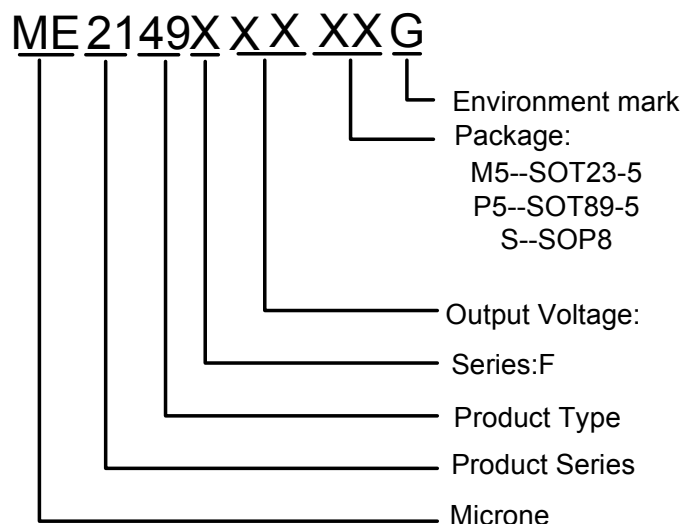 ME2149X XX XXG
Environment mark
Package:
M5--SOT23-5
P5--SOT89-5
S--SOP8
Output Voltage:
Series:F
Product Type
Product Series
Microne